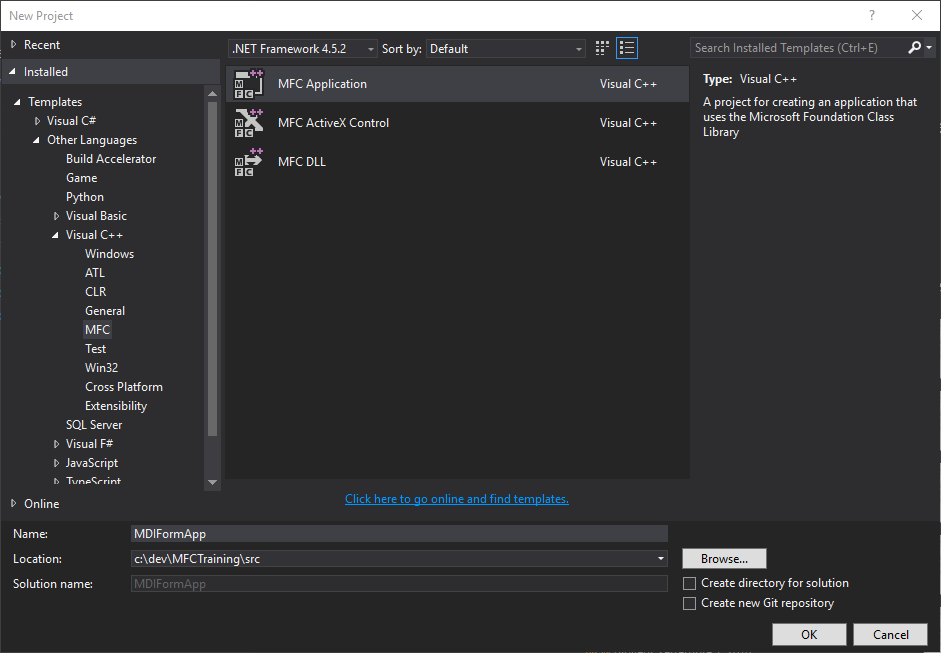 New Project
?
Recent
Installed
Templates
Visual C#
Other Languages
Build Accelerator
Game
Python
Visual Basic
Visual C++
Windows
ATL
CLR
General
MFC
Test
Win32
Cross Platform
Extensibility
SQL Server
Visual F#
JavaScript
TypeScript
Online
.NET Framework 4.5.2 Sort by: Default
MFC Application Visual C++
MFC ActiveX Control Visual C++
MFC DLL Visual C++
Click here to go online and find templates.
Search Installed Templates (Ctrl+E)
Type: Visual C++
A project for creating an application that
uses the Microsoft Foundation Class
Library
Name: MDIFormApp
Location: c:\dev\MFCTraining\src Browse...
Solution name: MDIFormApp
Create directory for solution
Create new Git repository
OK Cancel